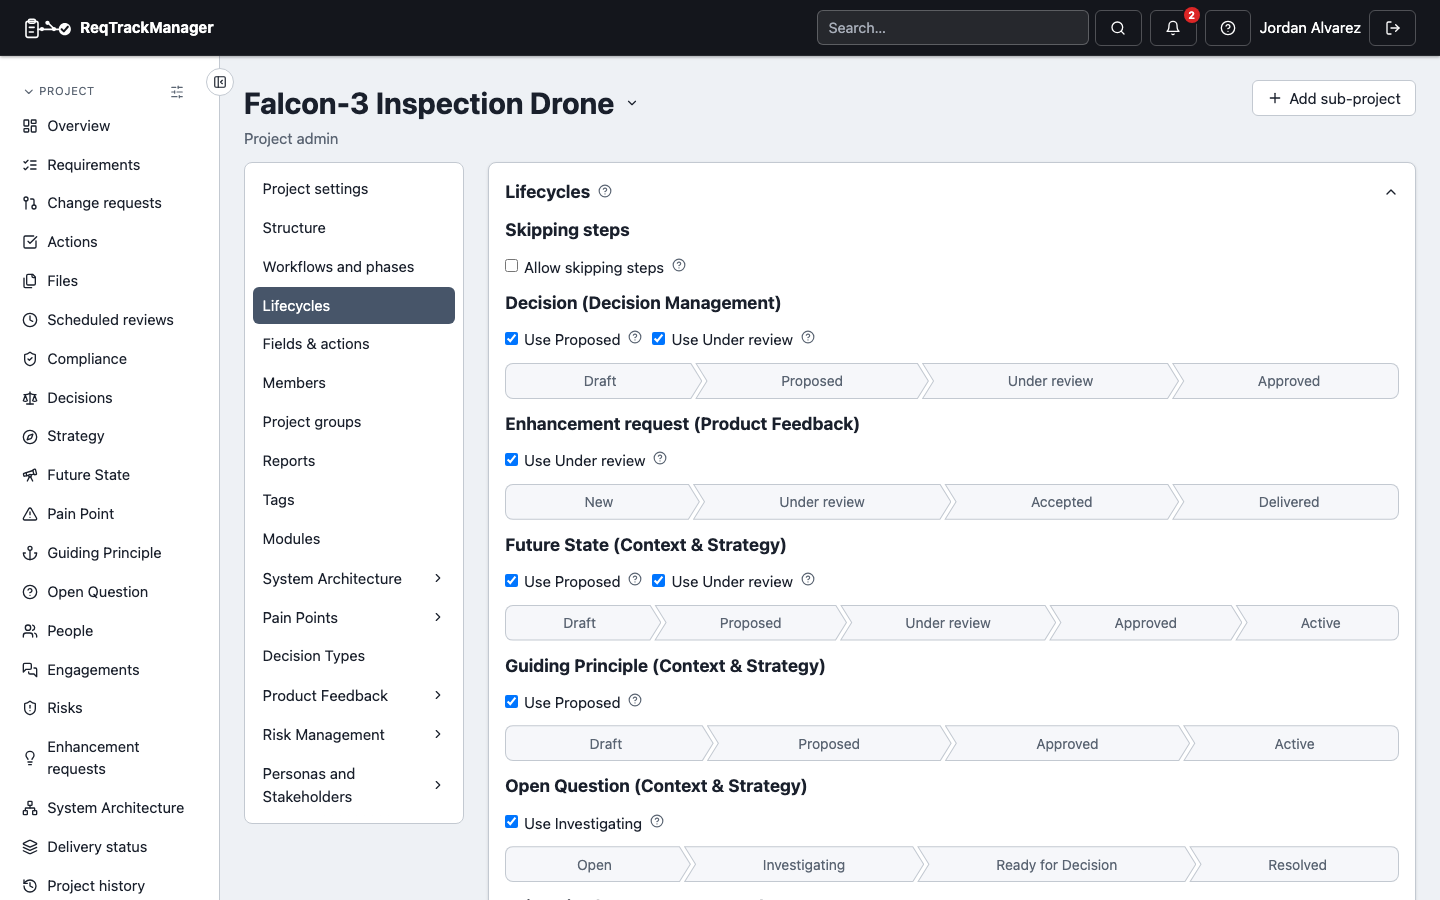 ReqTrackManager
Search...
2
Jordan Alvarez
PROJECT
Overview
Requirements
Change requests
Actions
Files
Scheduled reviews
Compliance
Decisions
Strategy
Future State
Pain Point
Guiding Principle
Open Question
People
Engagements
Risks
Enhancement
requests
System Architecture
Delivery status
Project history
Falcon-3 Inspection Drone
Add sub-project
Project admin
Project settings
Structure
Workflows and phases
Lifecycles
Fields & actions
Members
Project groups
Reports
Tags
Modules
System Architecture
Pain Points
Decision Types
Product Feedback
Risk Management
Personas and
Stakeholders
Lifecycles
Skipping steps
Allow skipping steps
Decision (Decision Management)
Use Proposed Use Under review
Draft Proposed Under review Approved
Enhancement request (Product Feedback)
Use Under review
New Under review Accepted Delivered
Future State (Context & Strategy)
Use Proposed Use Under review
Draft Proposed Under review Approved Active
Guiding Principle (Context & Strategy)
Use Proposed
Draft Proposed Approved Active
Open Question (Context & Strategy)
Use Investigating
Open Investigating Ready for Decision Resolved